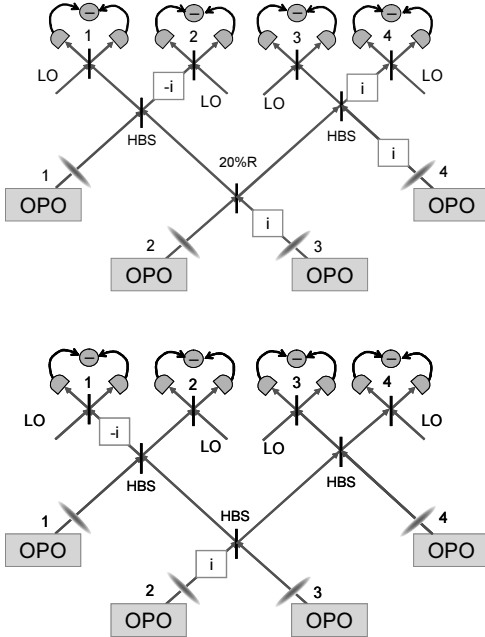 1 2 3 4
LO -i LO LO i LO
HBS HBS
20%R i
1 4
OPO i OPO
2 3
OPO OPO
1 2 3 4
LO -i LO LO LO
HBS HBS
HBS
1 4
OPO i OPO
2 3
OPO OPO